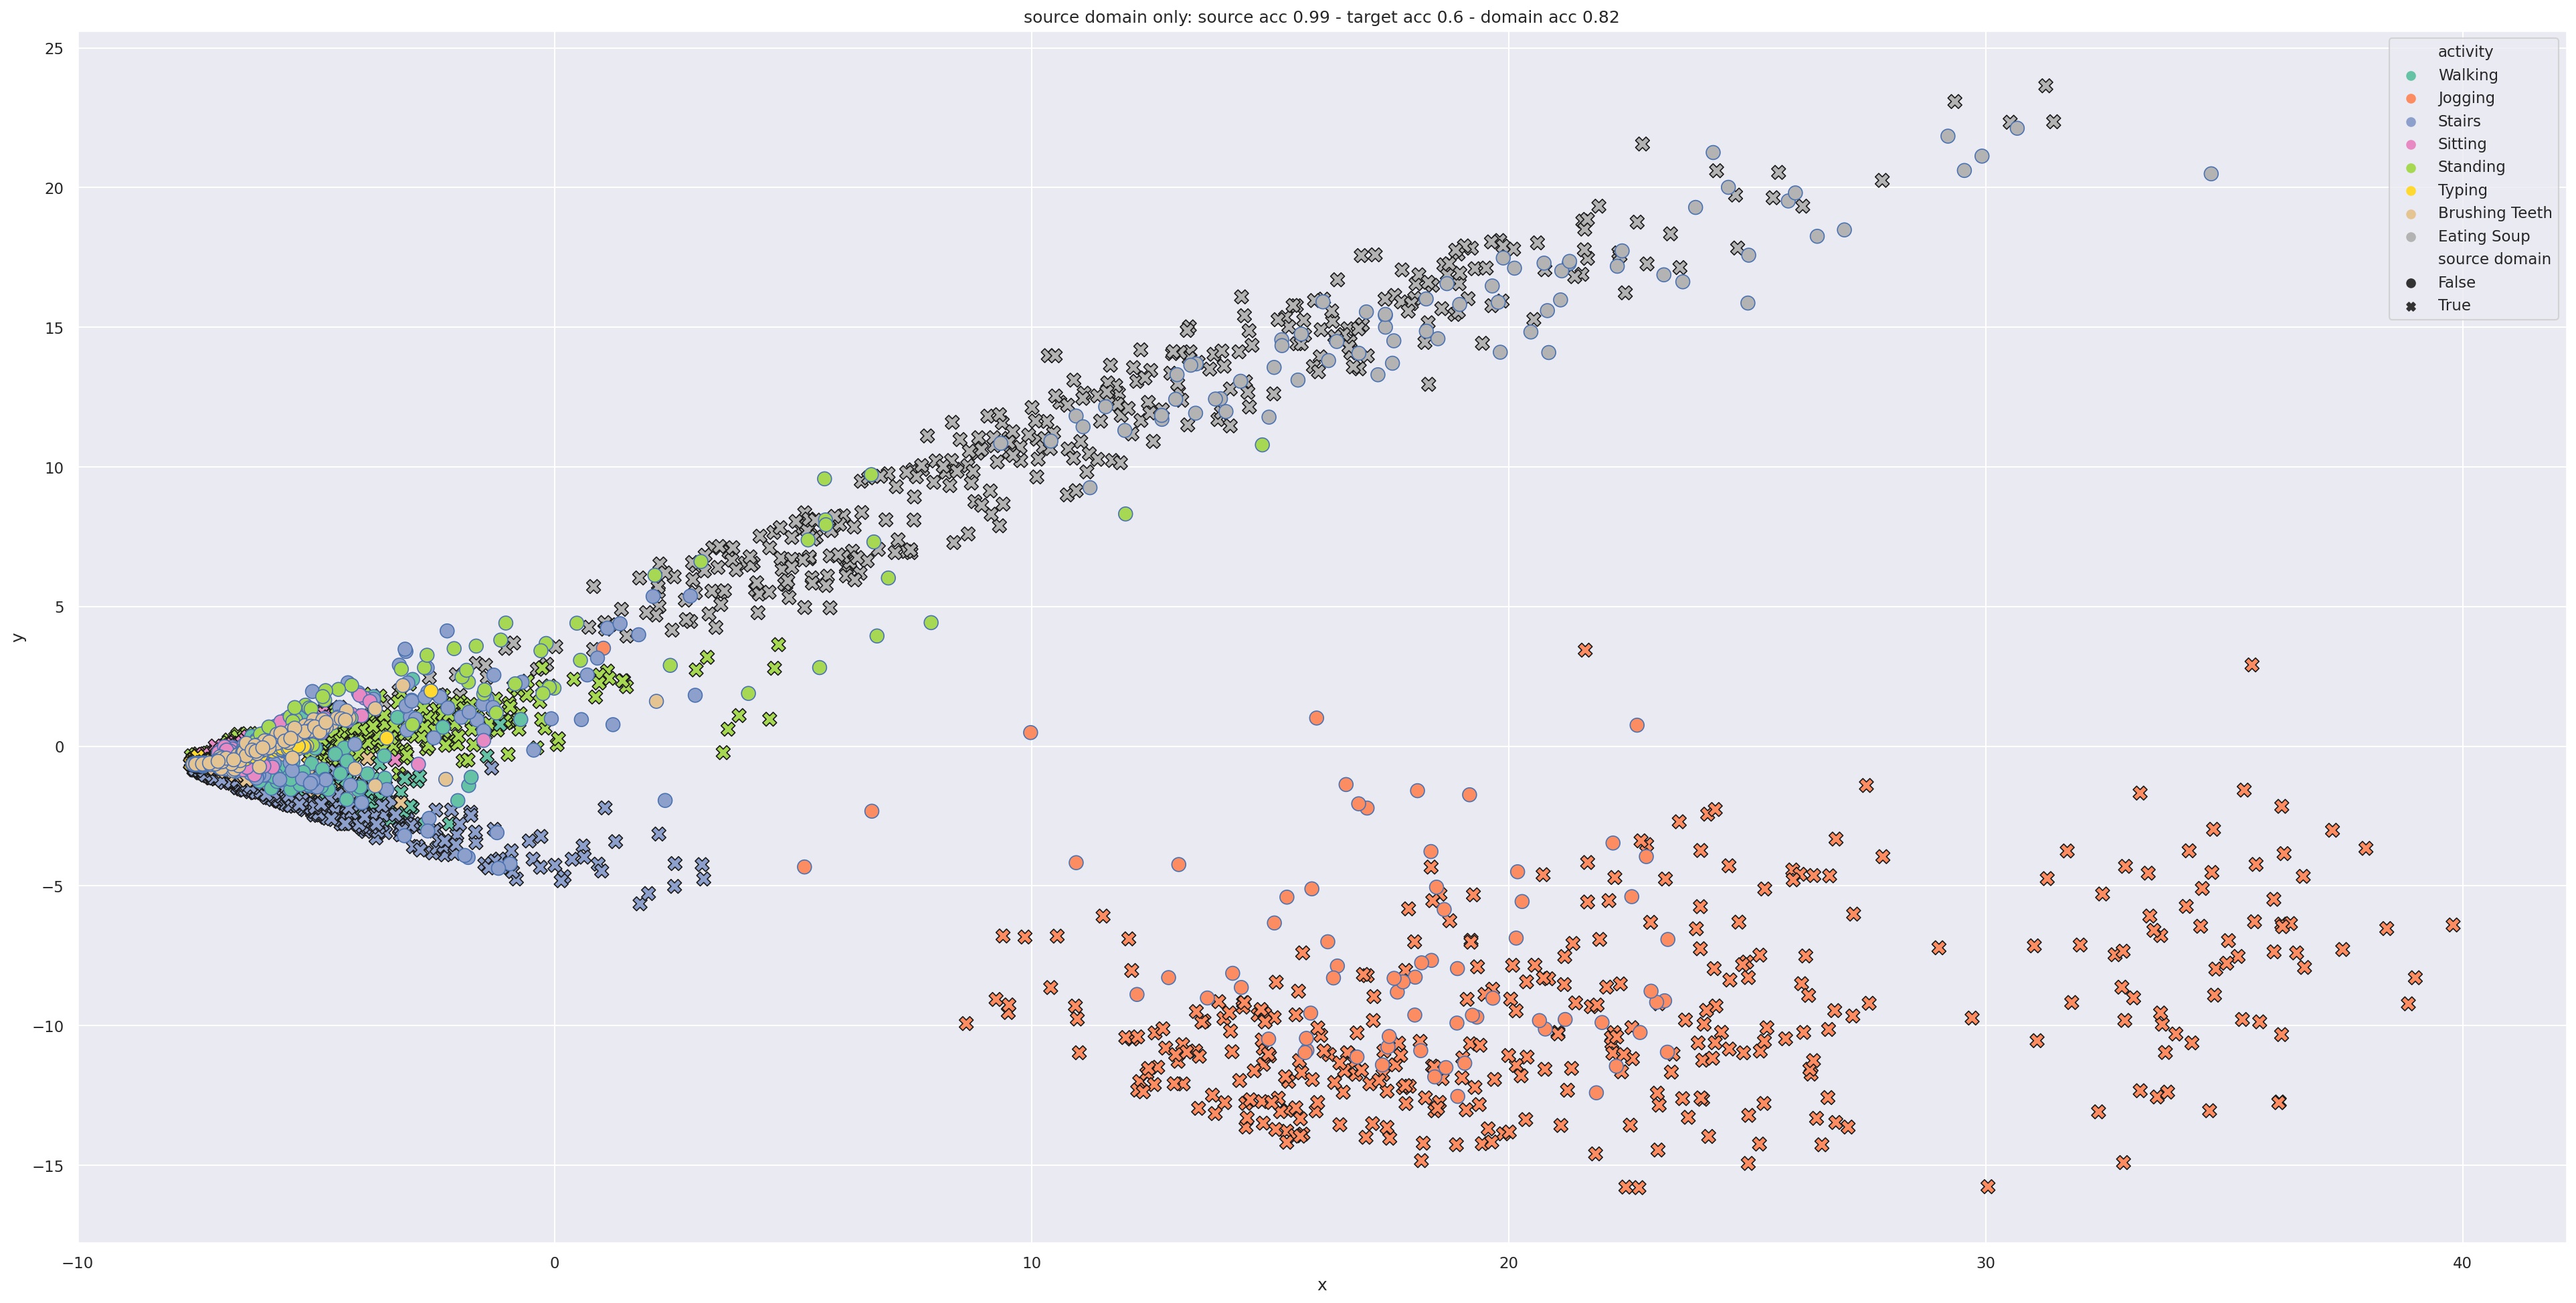 source domain only: source acc 0.99 - target acc 0.6 - domain acc 0.82
25
20
15
10
5
0
−5
−10
−15
y
−10 0 10 20 30 40
x
activity
Walking
Jogging
Stairs
Sitting
Standing
Typing
Brushing Teeth
Eating Soup
source domain
False
True